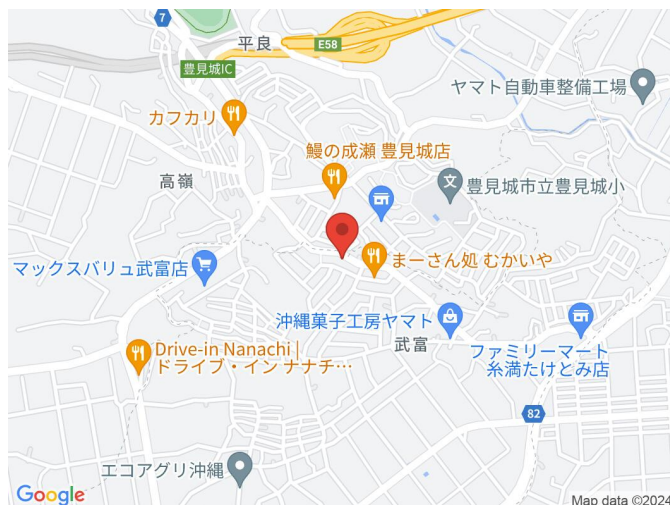 7
平良
E58
豊見城IC
ヤマト自動車整備工場
カフカリ
鰻の成瀬 豊見城店
高嶺
文
豊見城市立豊見城小
まーさん処 むかいや
マックスバリュ武富店
沖縄菓子工房ヤマト
武富
ファミリーマート
糸満たけとみ店
Drive-in Nanachi |
ドライブ・イン ナナチ…
82
エコアグリ沖縄
Google
Map data ©2024